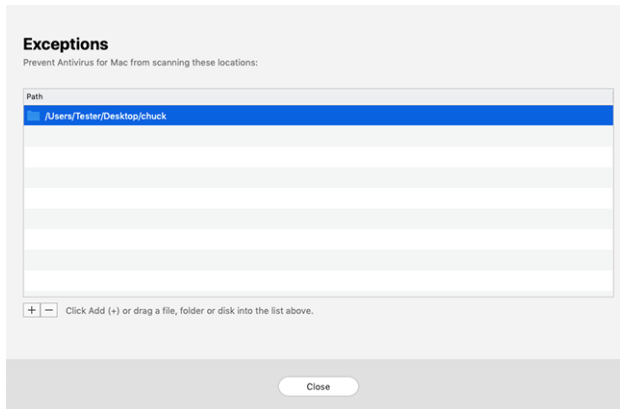 Exceptions
Prevent Antivirus for Mac from scanning these locations:
Path
/Users/Tester/Desktop/chuck
+ − Click Add (+) or drag a file, folder or disk into the list above.
Close